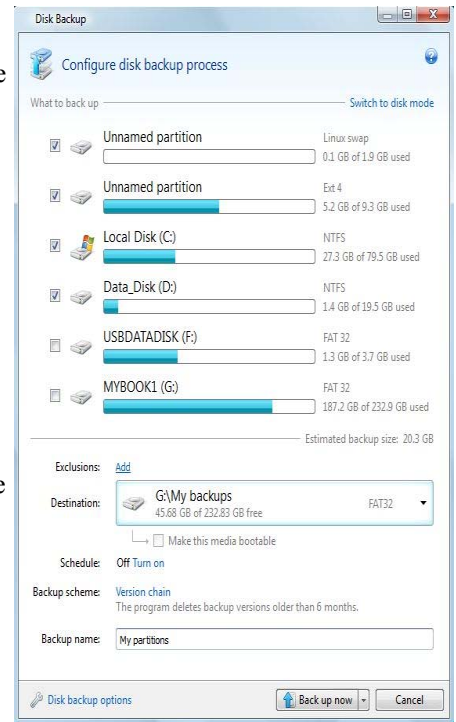 Disk Backup
e
Configure disk backup process
What to back up
Switch to disk mode
Unnamed partition
Linux swap
0.1 GB of 1.9 GB used
Unnamed partition
Ext 4
5.2 GB of 9.3 GB used
Local Disk (C:)
NTFS
27.3 GB of 79.5 GB used
Data_Disk (D:)
NTFS
1.4 GB of 19.5 GB used
USBDATADISK (F:)
FAT 32
1.3 GB of 3.7 GB used
MYBOOK1 (G:)
FAT 32
187.2 GB of 232.9 GB used
Estimated backup size: 20.3 GB
Exclusions: Add
e
Destination: G:\My backups FAT32
45.68 GB of 232.83 GB free
Make this media bootable
Schedule: Off Turn on
Backup scheme: Version chain
The program deletes backup versions older than 6 months.
Backup name: My partitions
Disk backup options Back up now Cancel